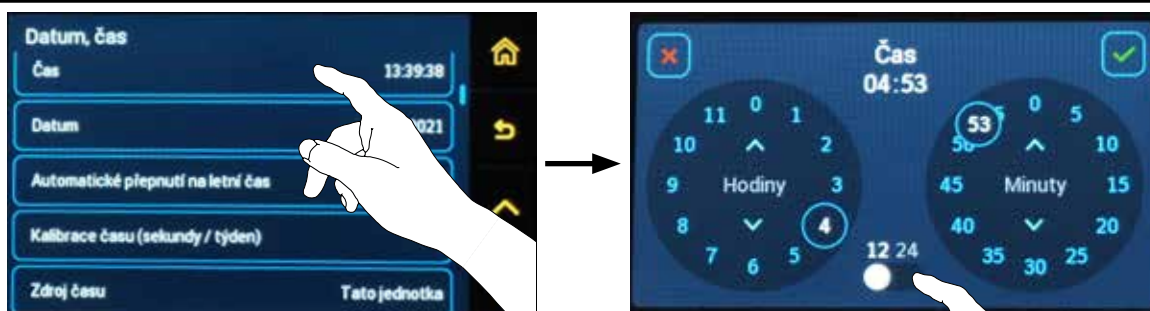 Datum, čas
Čas 13:39:38
Datum 2021
Automatické přepnutí na letní čas
Kalibrace času (sekundy / týden)
Zdroj času Tato jednotka
Čas
04:53
0 1 2 3 4 5 6 7 8 9 10 11
Hodiny
0 5 10 15 20 25 30 35 40 45 53
Minuty
12 24